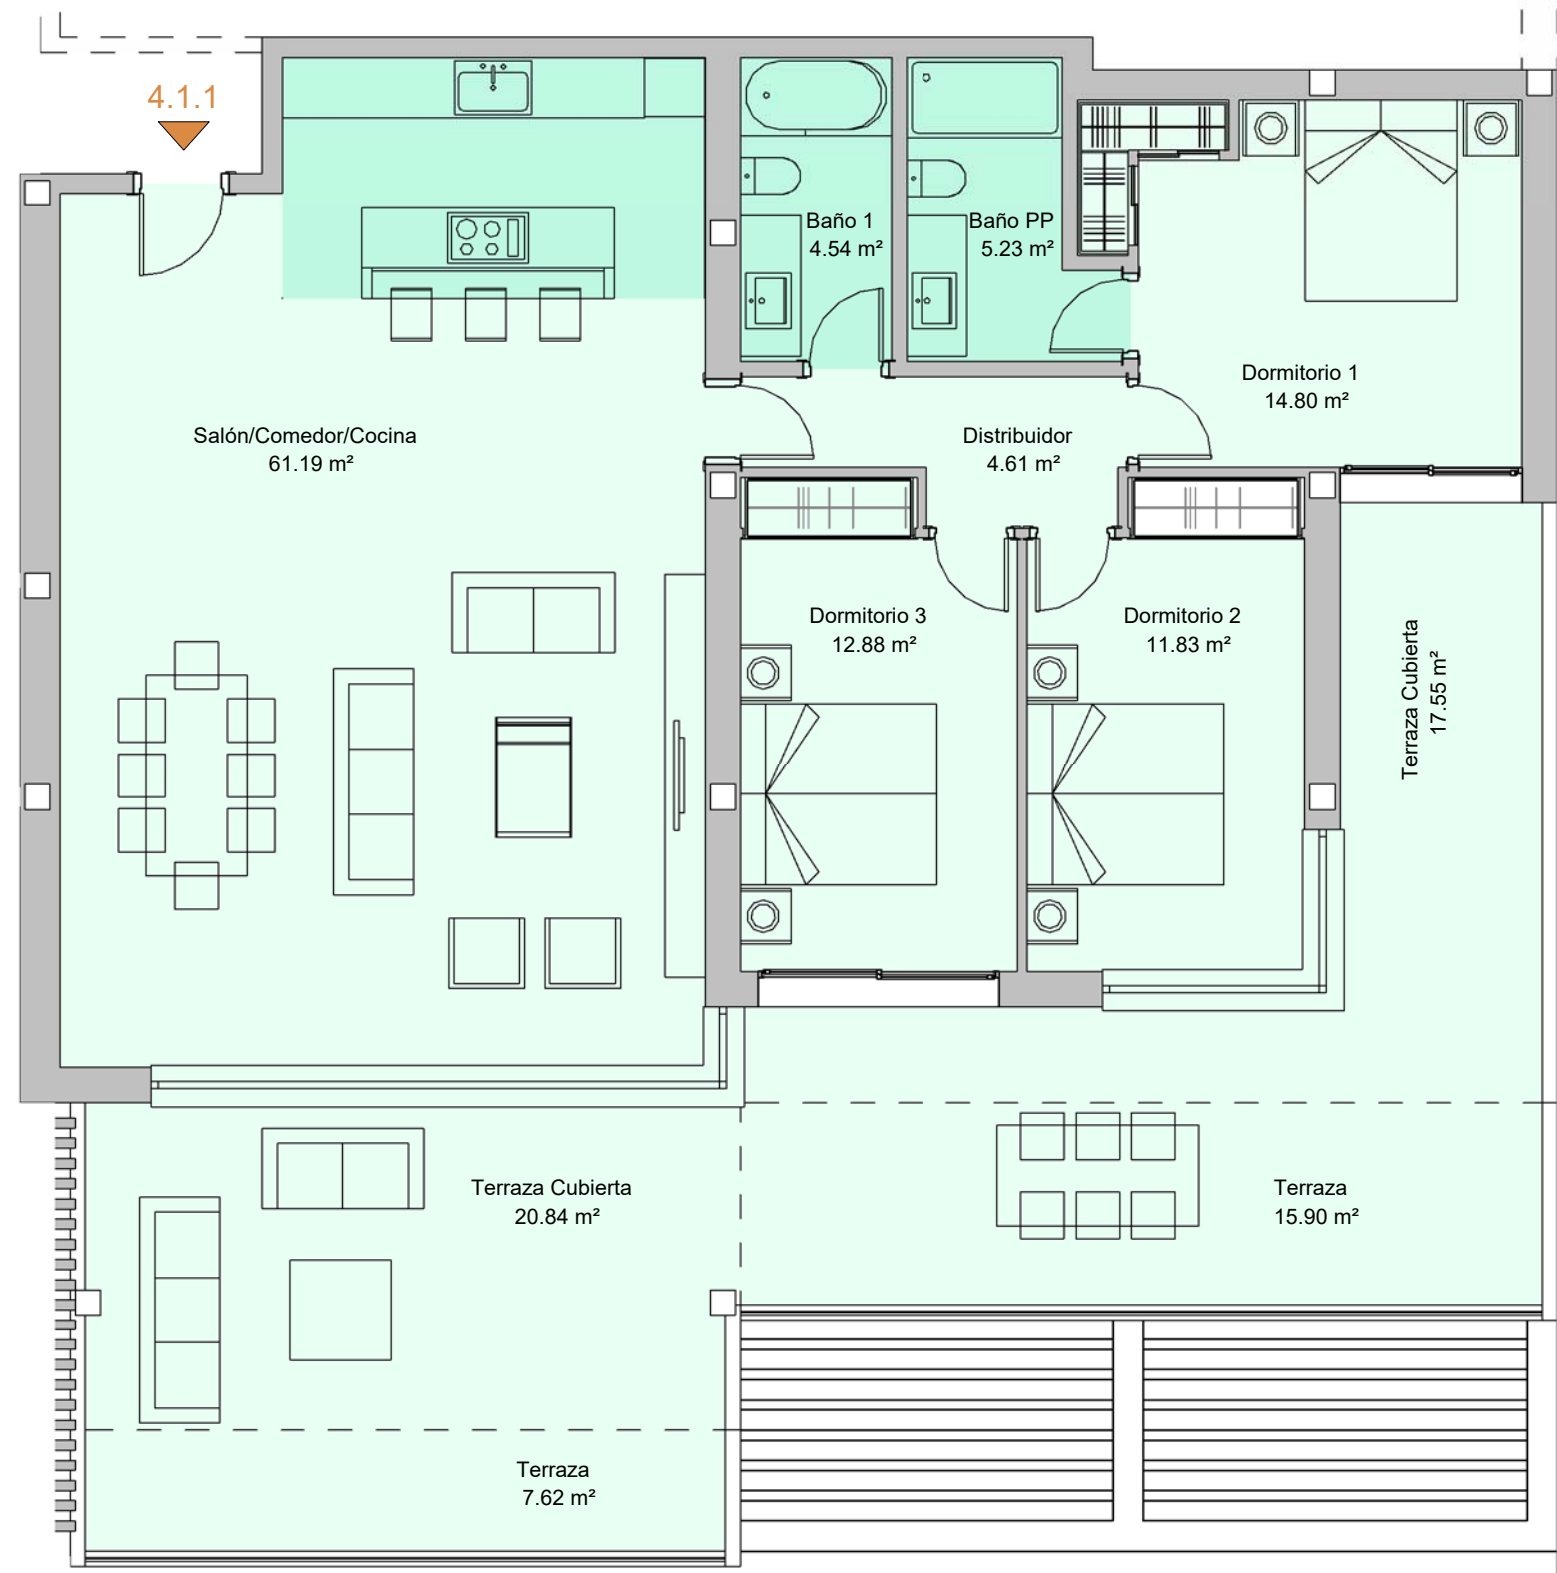 4.1.1
Baño 1
4.54 m²
Baño PP
5.23 m²
Dormitorio 1
14.80 m²
Salón/Comedor/Cocina
61.19 m²
Distribuidor
4.61 m²
Dormitorio 3
12.88 m²
Dormitorio 2
11.83 m²
Terraza Cubierta
17.55 m²
Terraza Cubierta
20.84 m²
Terraza
15.90 m²
Terraza
7.62 m²